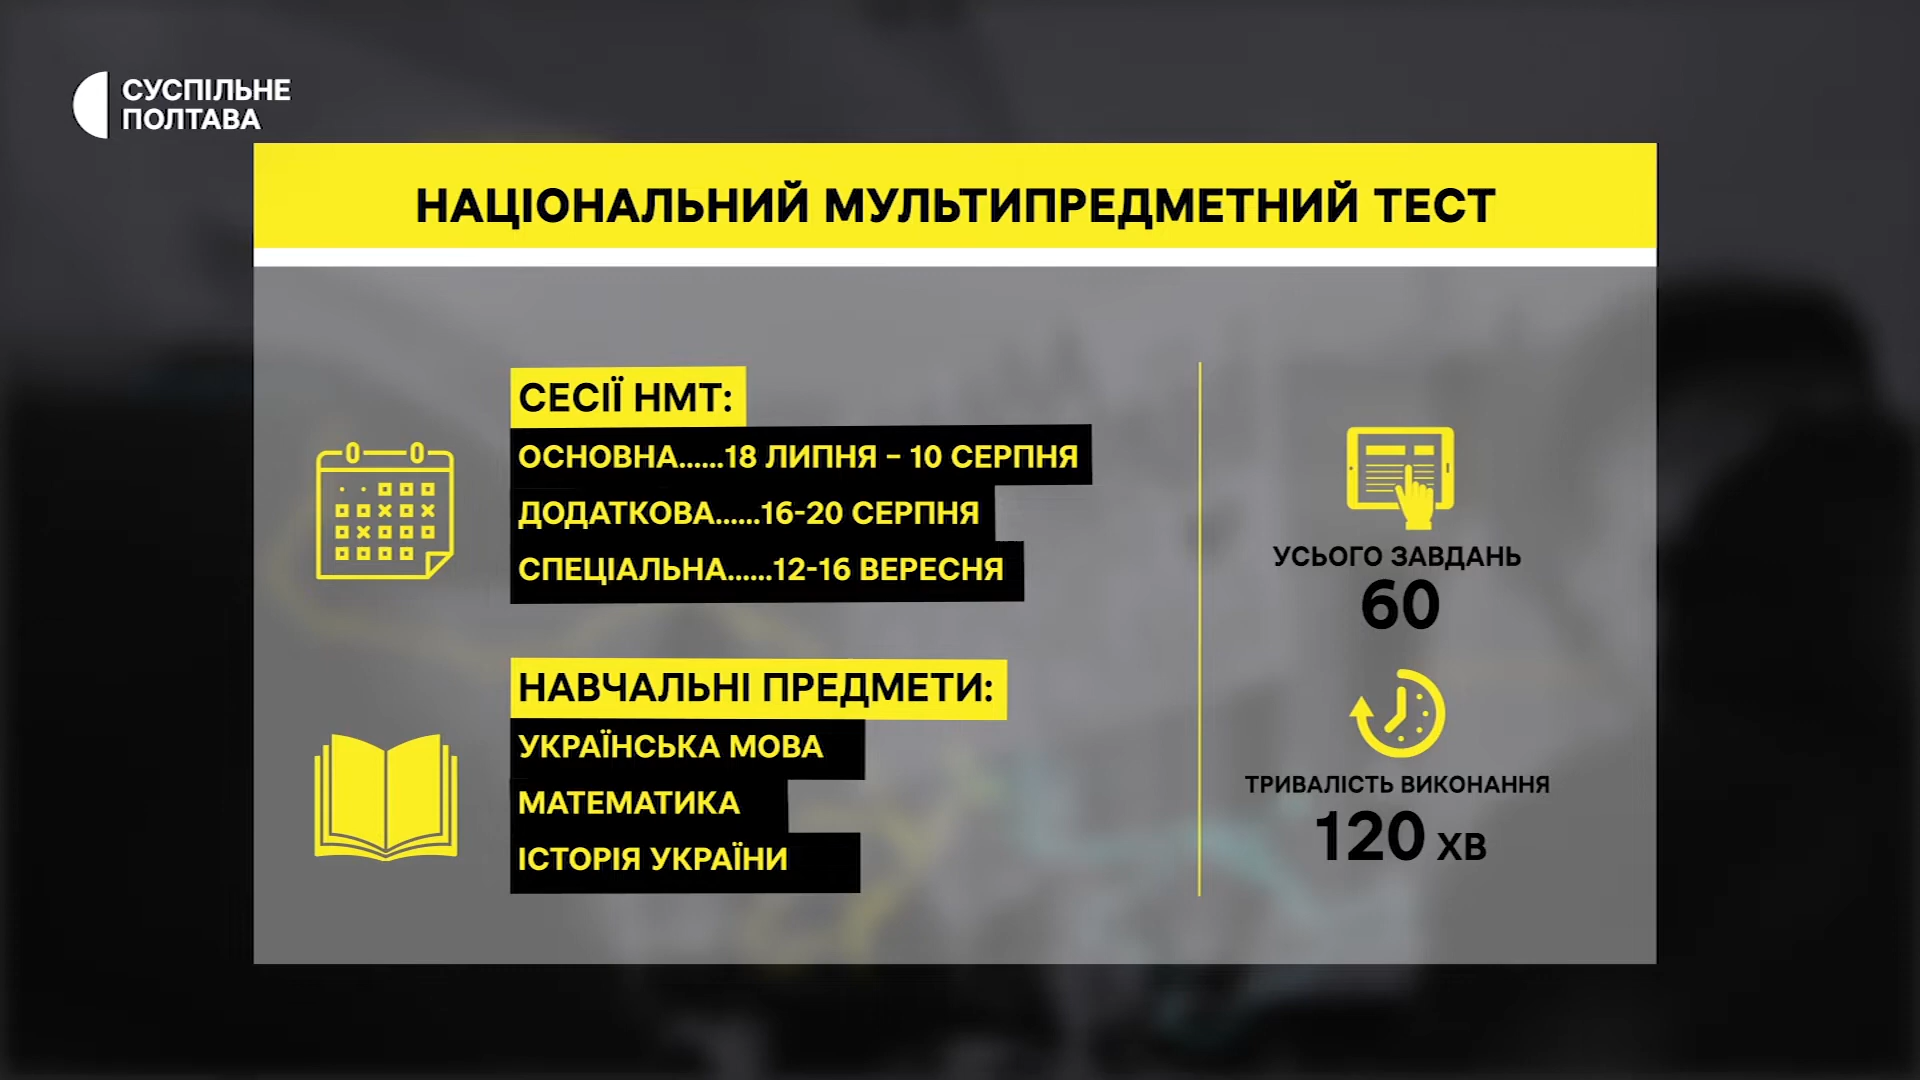 СУСПІЛЬНЕ
ПОЛТАВА
НАЦІОНАЛЬНИЙ МУЛЬТИПРЕДМЕТНИЙ ТЕСТ
СЕСІЇ НМТ:
ОСНОВНА......18 ЛИПНЯ – 10 СЕРПНЯ
ДОДАТКОВА......16-20 СЕРПНЯ
СПЕЦІАЛЬНА......12-16 ВЕРЕСНЯ
НАВЧАЛЬНІ ПРЕДМЕТИ:
УКРАЇНСЬКА МОВА
МАТЕМАТИКА
ІСТОРІЯ УКРАЇНИ
УСЬОГО ЗАВДАНЬ
60
ТРИВАЛІСТЬ ВИКОНАННЯ
120 ХВ